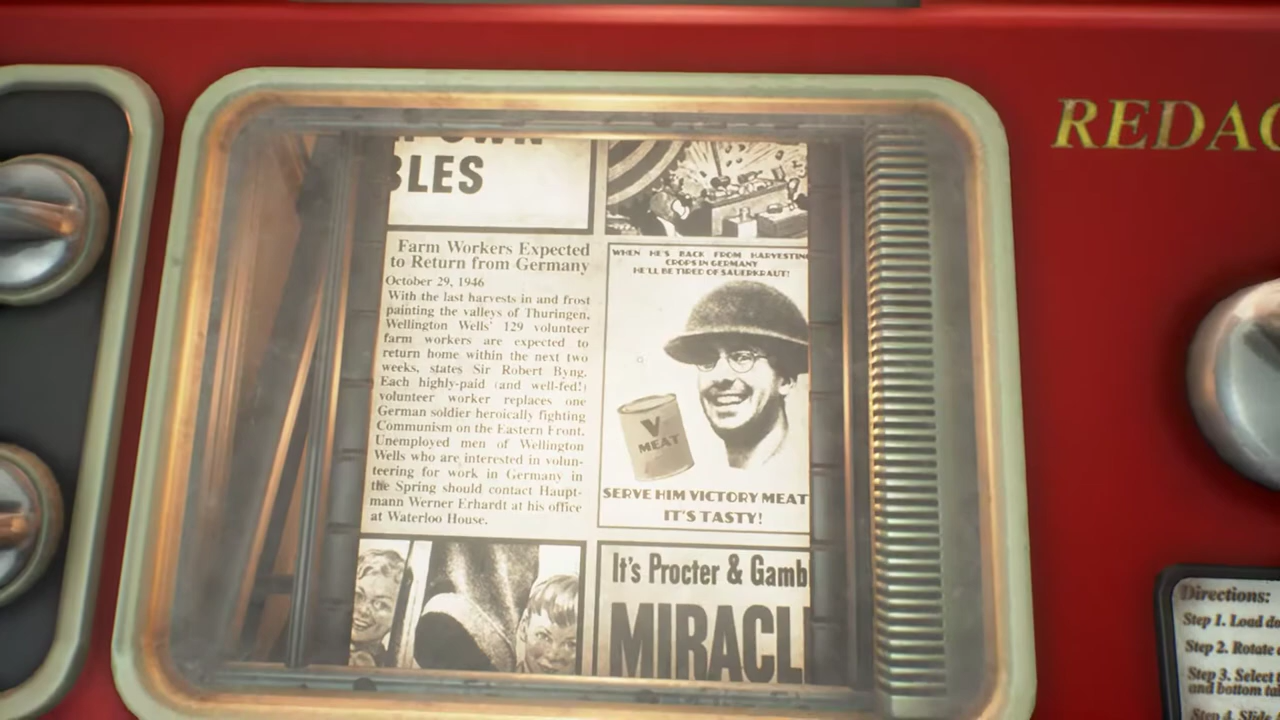 BLES
Farm Workers Expected
to Return from Germany
October 29, 1946
With the last harvests in and frost
painting the valleys of Thuringen,
Wellington Wells' 129 volunteer
farm workers are expected to
return home within the next two
weeks, states Sir Robert Byng.
Each highly-paid (and well-fed!)
volunteer worker replaces one
German soldier heroically fighting
Communism on the Eastern Front.
Unemployed men of Wellington
Wells who are interested in volun-
teering for work in Germany in
the Spring should contact Haupt-
mann Werner Erhardt at his office
at Waterloo House.
WHEN HE'S BACK FROM HARVESTING
CROPS IN GERMANY
HE'LL BE TIRED OF SAUERKRAUT!
V
MEAT
SERVE HIM VICTORY MEAT
IT'S TASTY!
It's Procter & Gamb
MIRACL
REDAC
Directions:
Step 1. Load do
Step 2. Rotate
Step 3. Select
and bottom ta
Step 4. Slide